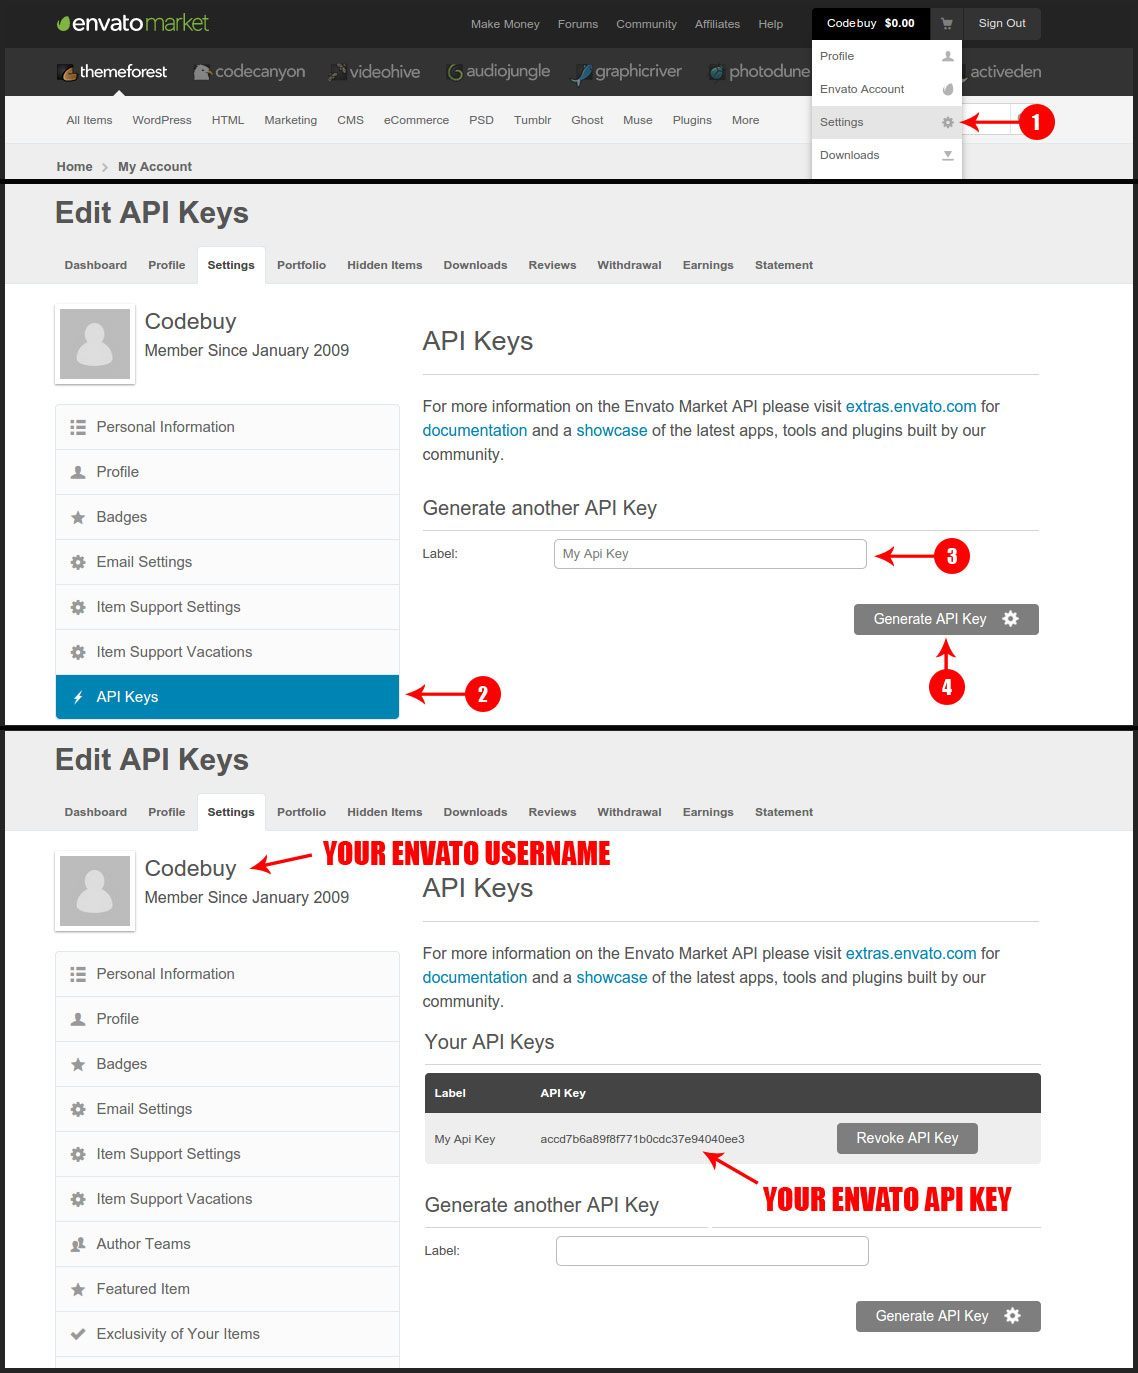 envato market
Make Money Forums Community Affiliates Help
Codebuy $0.00
Sign Out
themeforest codecanyon videohive audiojungle graphicriver photodune activeden
Profile
Envato Account
Settings
Downloads
1
All Items WordPress HTML Marketing CMS eCommerce PSD Tumblr Ghost Muse Plugins More
Home > My Account
Edit API Keys
Dashboard Profile Settings Portfolio Hidden Items Downloads Reviews Withdrawal Earnings Statement
Codebuy
Member Since January 2009
Personal Information
Profile
Badges
Email Settings
Item Support Settings
Item Support Vacations
API Keys
2
API Keys
For more information on the Envato Market API please visit extras.envato.com for
documentation and a showcase of the latest apps, tools and plugins built by our
community.
Generate another API Key
Label: My Api Key
3
Generate API Key
4
Edit API Keys
Dashboard Profile Settings Portfolio Hidden Items Downloads Reviews Withdrawal Earnings Statement
Codebuy
YOUR ENVATO USERNAME
Member Since January 2009
Personal Information
Profile
Badges
Email Settings
Item Support Settings
Item Support Vacations
Author Teams
Featured Item
Exclusivity of Your Items
API Keys
For more information on the Envato Market API please visit extras.envato.com for
documentation and a showcase of the latest apps, tools and plugins built by our
community.
Your API Keys
Label API Key
My Api Key accd7b6a89f8f771b0cdc37e94040ee3 Revoke API Key
YOUR ENVATO API KEY
Generate another API Key
Label:
Generate API Key